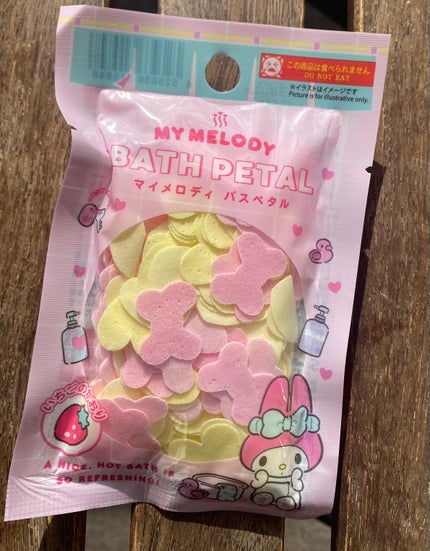 この商品は食べられません
DO NOT EAT
※イラストはイメージです
Picture is for illustrative only.
MY MELODY
BATH PETAL
マイメロディ バスペタル
いちごのかおり
A NICE, HOT BATH IS
SO REFRESHING!